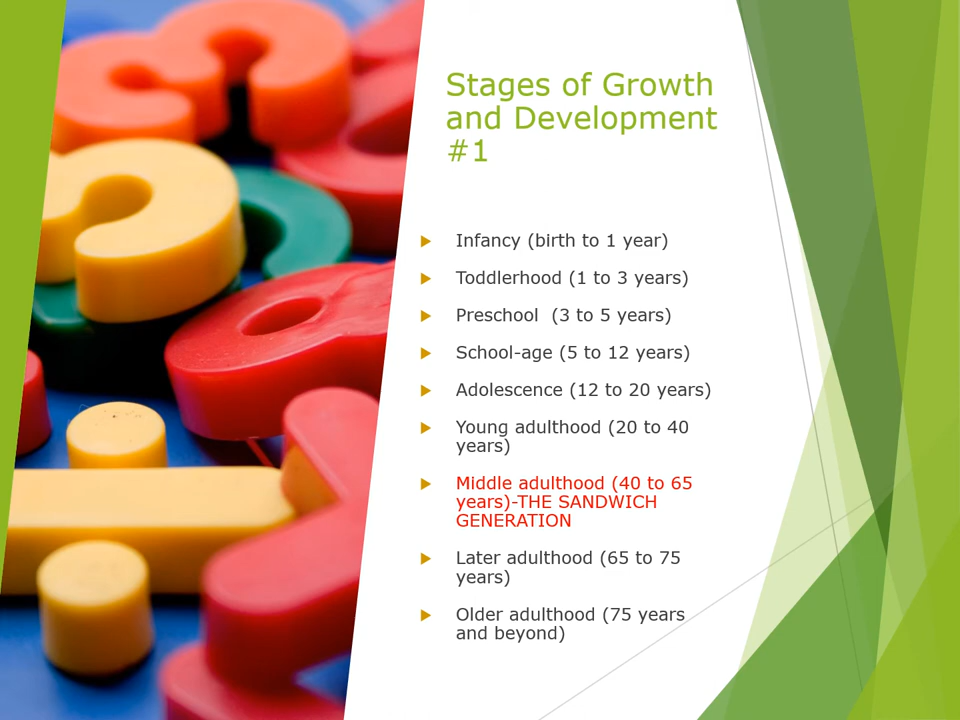 Stages of Growth
and Development
#1
Infancy (birth to 1 year)
Toddlerhood (1 to 3 years)
Preschool  (3 to 5 years)
School-age (5 to 12 years)
Adolescence (12 to 20 years)
Young adulthood (20 to 40
years)
Middle adulthood (40 to 65
years)-THE SANDWICH
GENERATION
Later adulthood (65 to 75
years)
Older adulthood (75 years
and beyond)